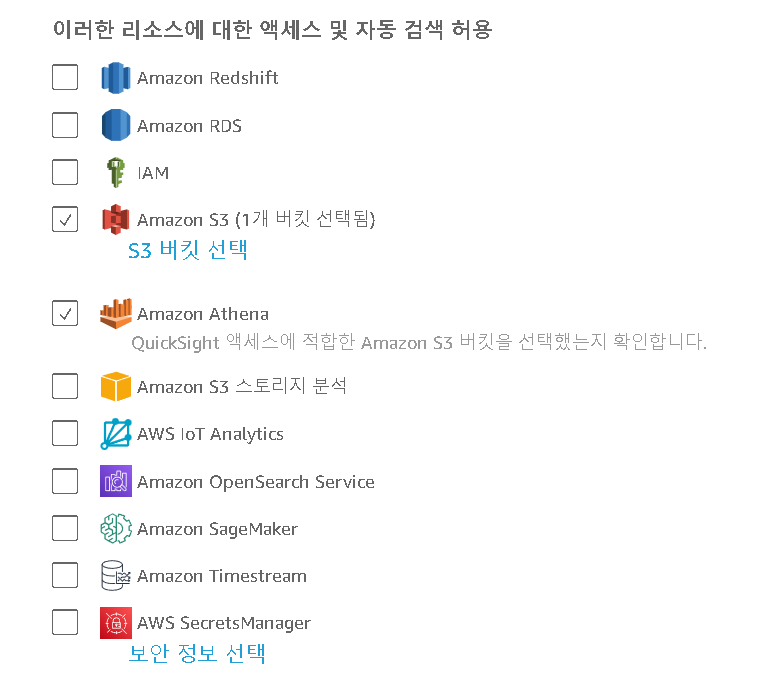 이러한 리소스에 대한 액세스 및 자동 검색 허용
Amazon Redshift
Amazon RDS
IAM
Amazon S3 (1개 버킷 선택됨)
S3 버킷 선택
Amazon Athena
QuickSight 액세스에 적합한 Amazon S3 버킷을 선택했는지 확인합니다.
Amazon S3 스토리지 분석
AWS IoT Analytics
Amazon OpenSearch Service
Amazon SageMaker
Amazon Timestream
AWS SecretsManager
보안 정보 선택